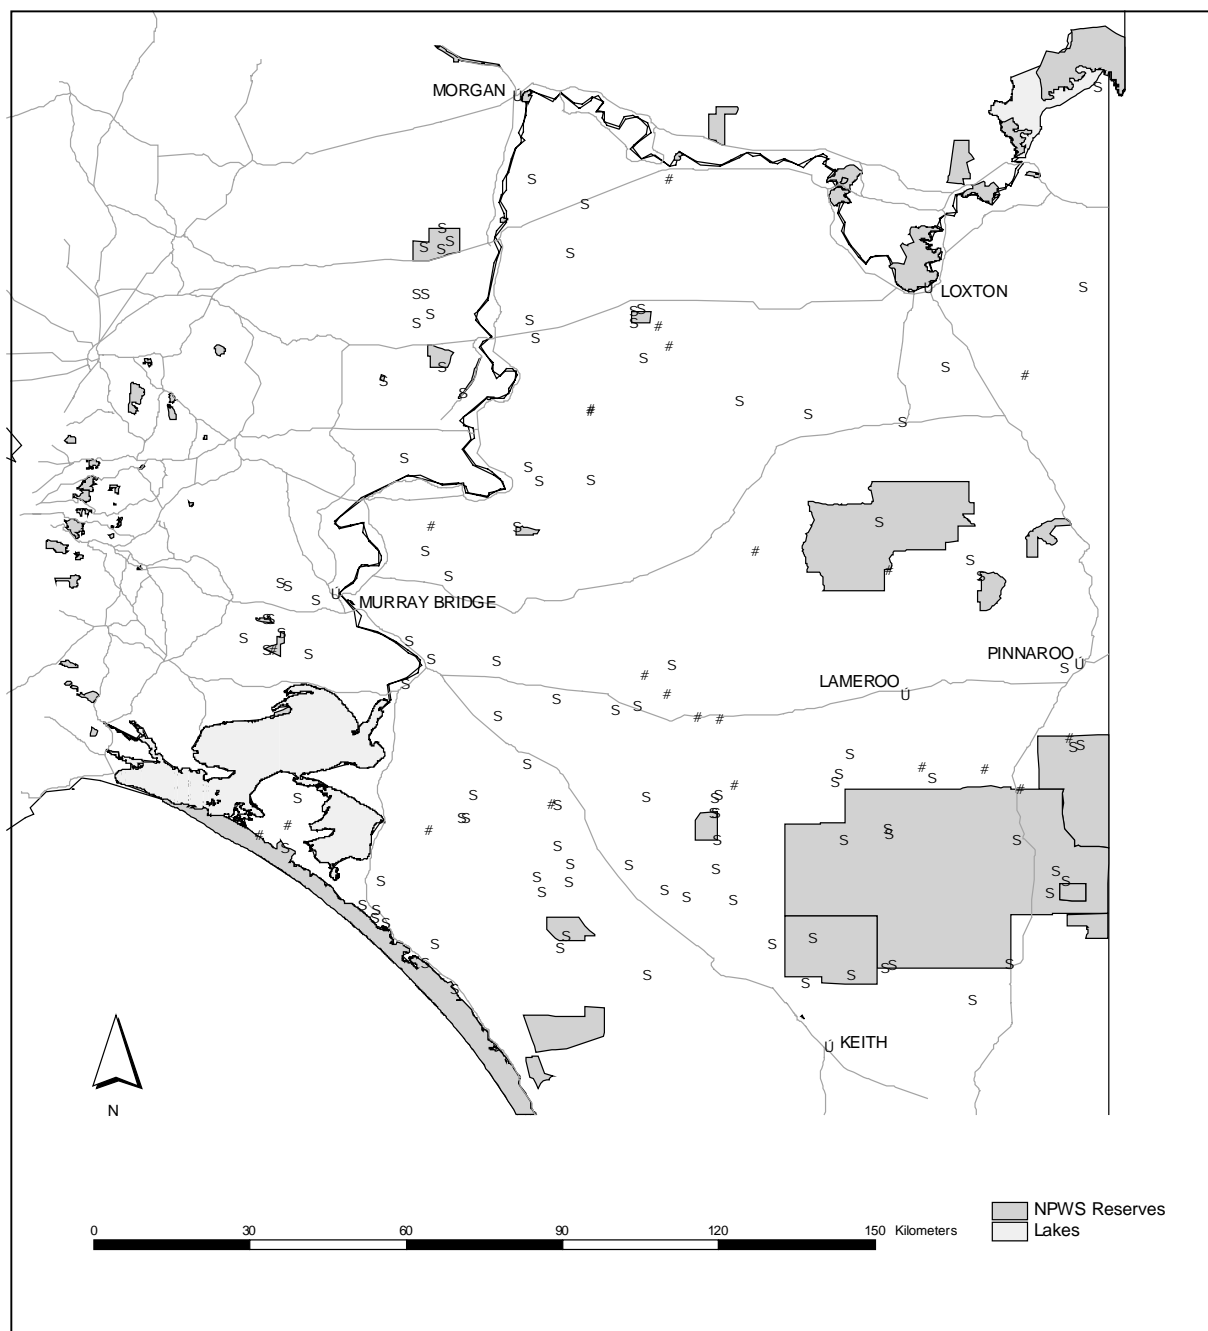 MORGAN
LOXTON
MURRAY BRIDGE
PINNAROO
LAMEROO
KEITH
N
NPWS Reserves
Lakes
0 30 60 90 120 150 Kilometers